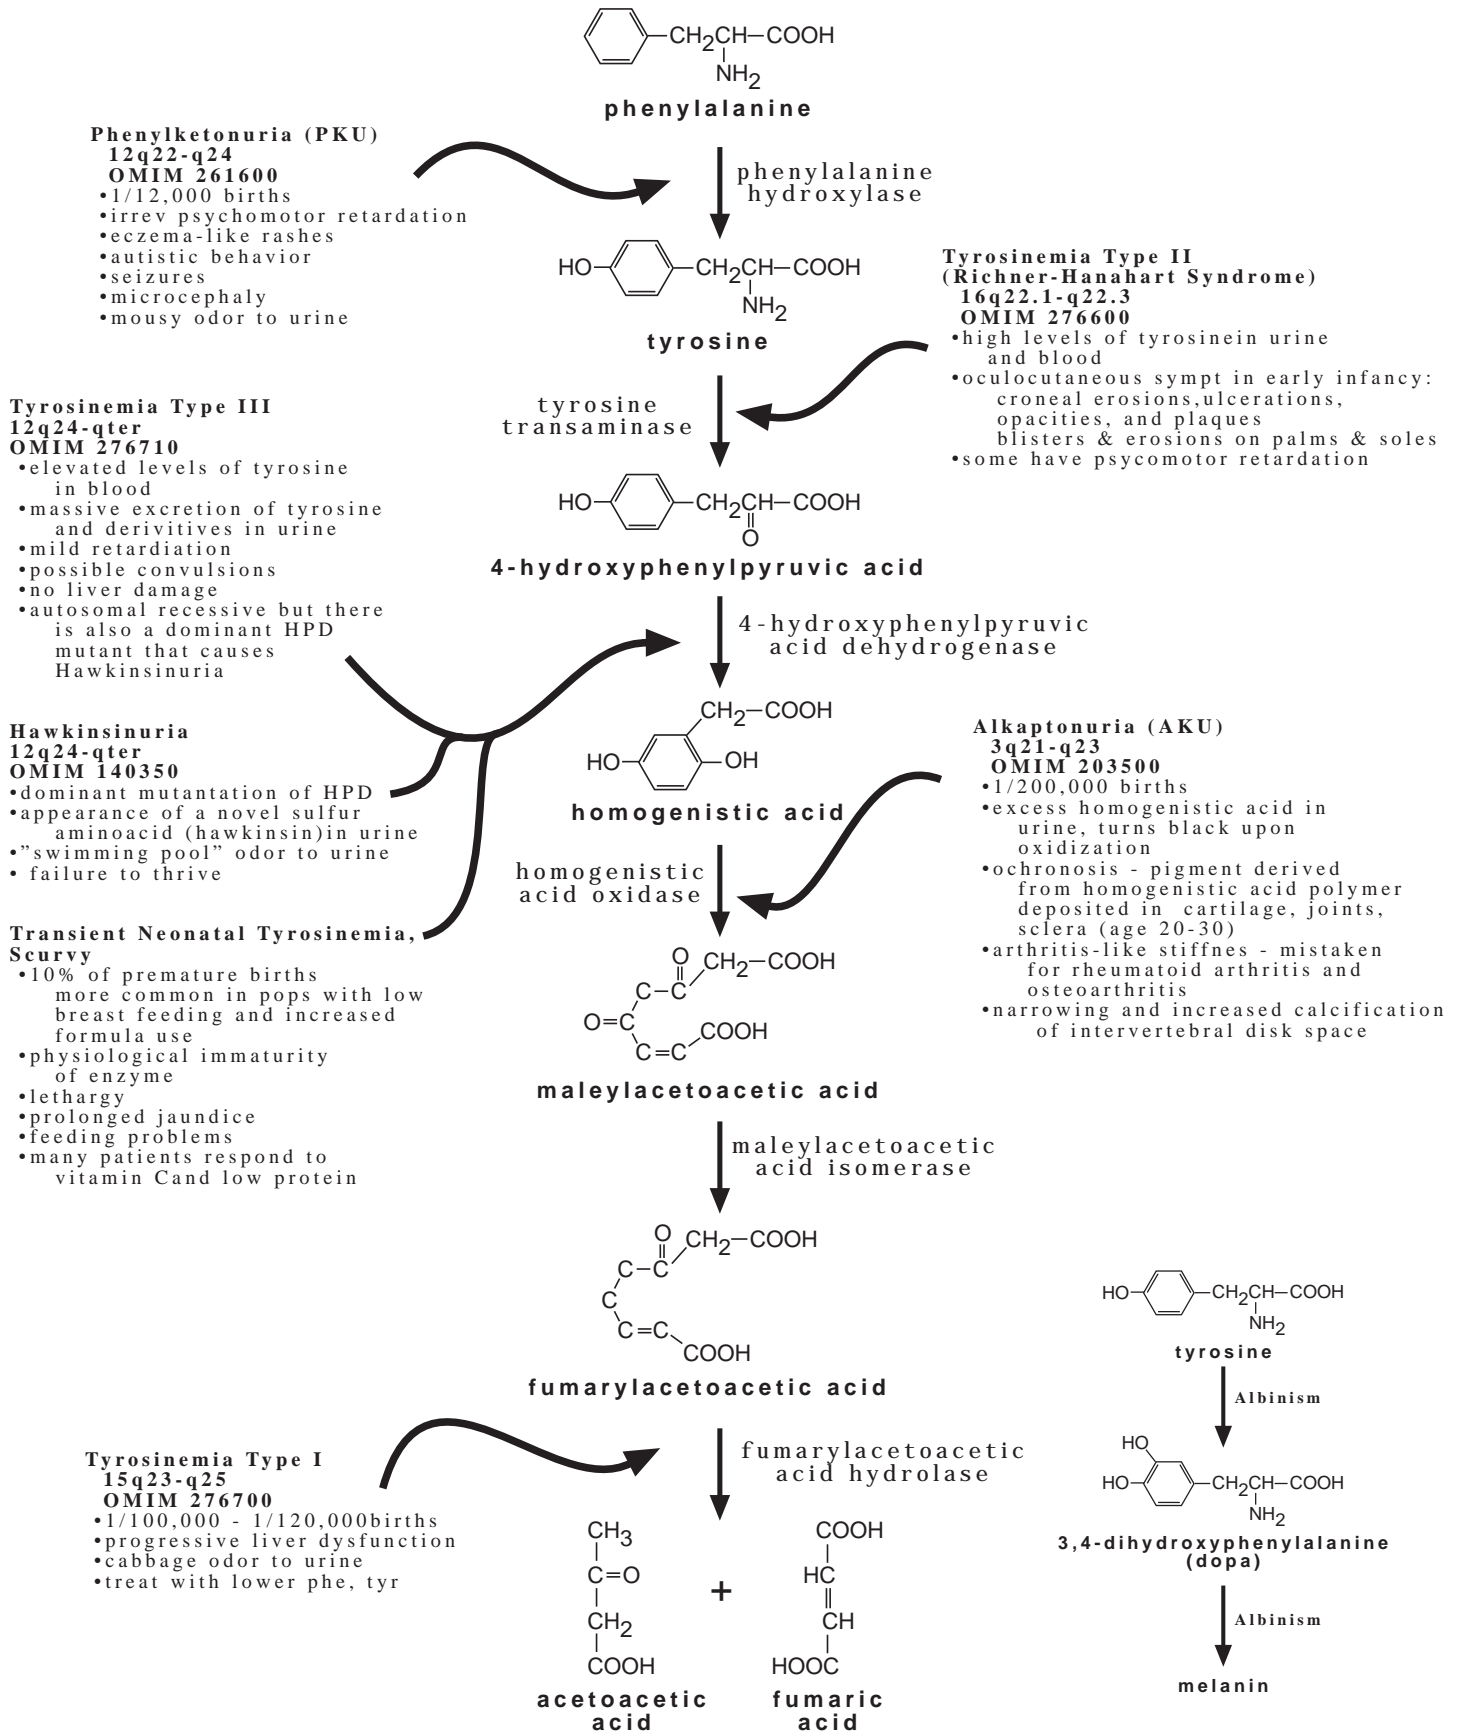 CH2CH–COOH
NH2
phenylalanine
Phenylketonuria (PKU)
12q22-q24
OMIM 261600
•1/12,000 births
•irrev psychomotor retardation
•eczema-like rashes
•autistic behavior
•seizures
•microcephaly
•mousy odor to urine
phenylalanine
hydroxylase
HO CH2CH–COOH
NH2
tyrosine
Tyrosinemia Type II
(Richner-Hanahart Syndrome)
16q22.1-q22.3
OMIM 276600
•high levels of tyrosinein urine
and blood
•oculocutaneous sympt in early infancy:
croneal erosions,ulcerations,
opacities, and plaques
blisters & erosions on palms & soles
•some have psycomotor retardation
tyrosine
transaminase
Tyrosinemia Type III
12q24-qter
OMIM 276710
•elevated levels of tyrosine
in blood
•massive excretion of tyrosine
and derivitives in urine
•mild retardiation
•possible convulsions
•no liver damage
•autosomal recessive but there
is also a dominant HPD
mutant that causes
Hawkinsinuria
HO CH2CH–COOH
O
4-hydroxyphenylpyruvic acid
4-hydroxyphenylpyruvic
acid dehydrogenase
CH2–COOH
HO OH
homogenistic acid
Hawkinsinuria
12q24-qter
OMIM 140350
•dominant mutantation of HPD
•appearance of a novel sulfur
aminoacid (hawkinsin)in urine
•”swimming pool” odor to urine
• failure to thrive
Alkaptonuria (AKU)
3q21-q23
OMIM 203500
•1/200,000 births
•excess homogenistic acid in
urine, turns black upon
oxidization
•ochronosis - pigment derived
from homogenistic acid polymer
deposited in cartilage, joints,
sclera (age 20-30)
•arthritis-like stiffnes - mistaken
for rheumatoid arthritis and
osteoarthritis
•narrowing and increased calcification
of intervertebral disk space
homogenistic
acid oxidase
Transient Neonatal Tyrosinemia,
Scurvy
•10% of premature births
more common in pops with low
breast feeding and increased
formula use
•physiological immaturity
of enzyme
•lethargy
•prolonged jaundice
•feeding problems
•many patients respond to
vitamin Cand low protein
O CH2–COOH
C–C
O=C COOH
C=C
maleylacetoacetic acid
maleylacetoacetic
acid isomerase
O CH2–COOH
C–C
C
C=C
COOH
fumarylacetoacetic acid
Tyrosinemia Type I
15q23-q25
OMIM 276700
•1/100,000 - 1/120,000births
•progressive liver dysfunction
•cabbage odor to urine
•treat with lower phe, tyr
fumarylacetoacetic
acid hydrolase
CH3
C=O
CH2
COOH
acetoacetic
acid
+
COOH
HC
CH
HOOC
fumaric
acid
HO CH2CH–COOH
NH2
tyrosine
Albinism
HO
HO CH2CH–COOH
NH2
3,4-dihydroxyphenylalanine
(dopa)
Albinism
melanin